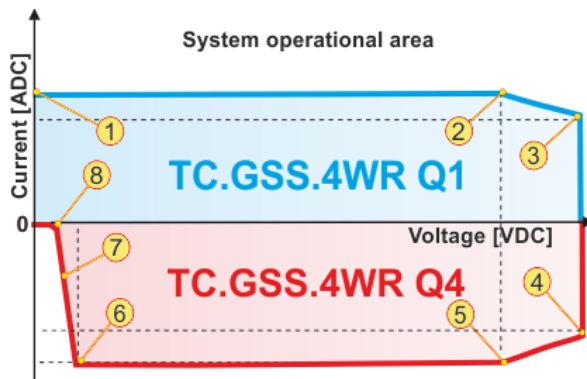 System operational area
Current [ADC]
1
2
3
8
TC.GSS.4WR Q1
0
Voltage [VDC]
7
TC.GSS.4WR Q4
4
6
5